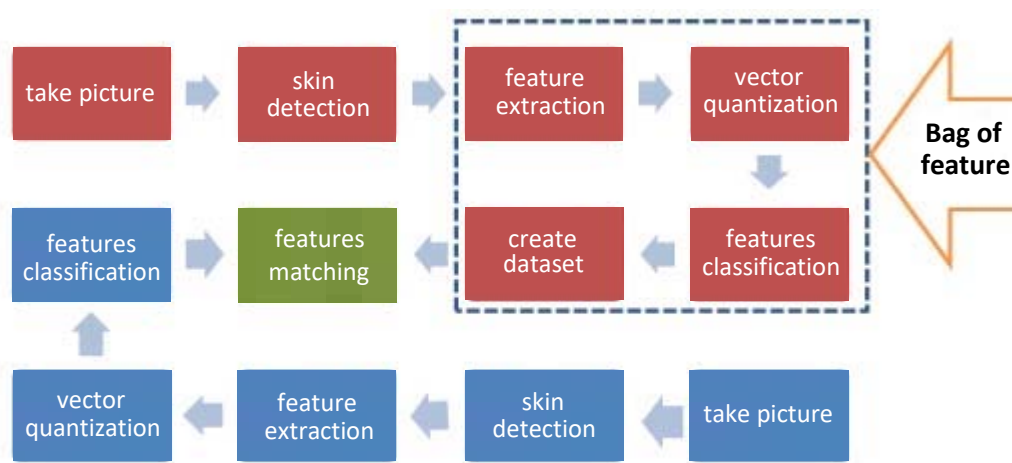 take picture
skin
detection
feature
extraction
vector
quantization
Bag of
feature
features
classification
features
matching
create
dataset
features
classification
vector
quantization
feature
extraction
skin
detection
take picture